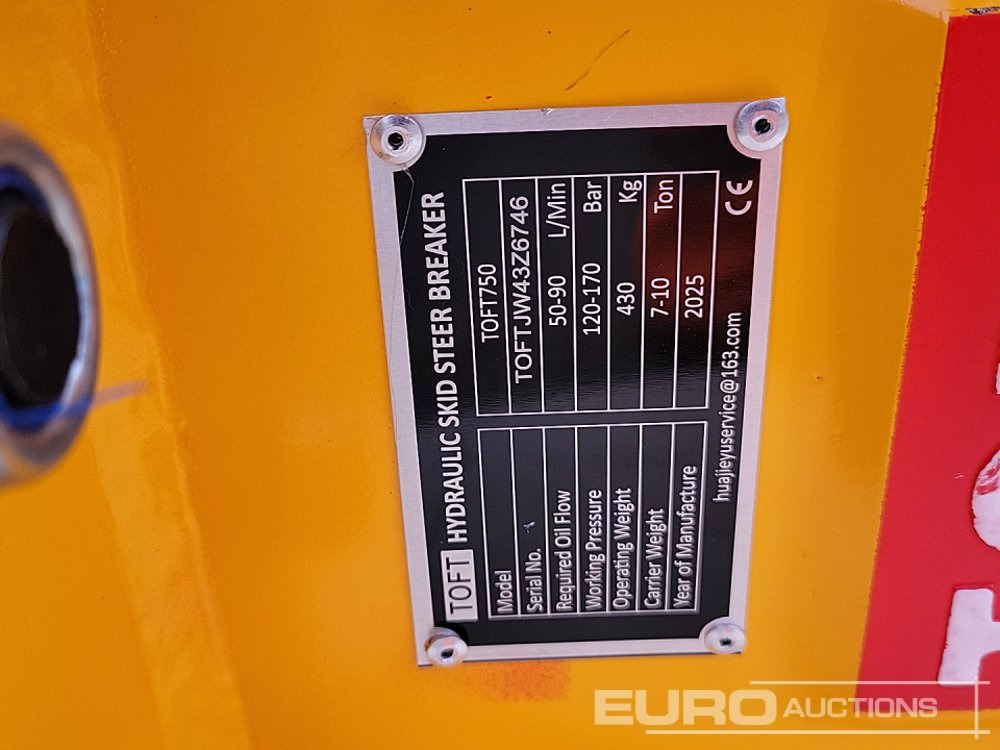 TOFT HYDRAULIC SKID STEER BREAKER
Model TOFT750
Serial No. TOFTJW43Z6746
Required Oil Flow 50-90 L/Min
Working Pressure 120-170 Bar
Operating Weight 430 Kg
Carrier Weight 7-10 Ton
Year of Manufacture 2025
huajieyuservice@163.com CE
EURO AUCTIONS